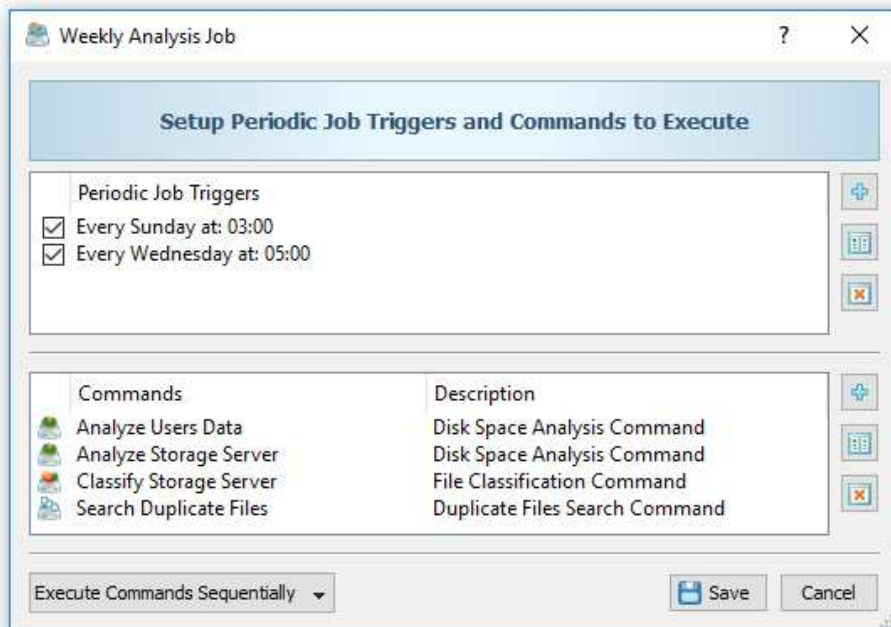 Weekly Analysis Job ?
Setup Periodic Job Triggers and Commands to Execute
Periodic Job Triggers
Every Sunday at: 03:00
Every Wednesday at: 05:00
Commands Description
Analyze Users Data Disk Space Analysis Command
Analyze Storage Server Disk Space Analysis Command
Classify Storage Server File Classification Command
Search Duplicate Files Duplicate Files Search Command
Execute Commands Sequentially Save Cancel